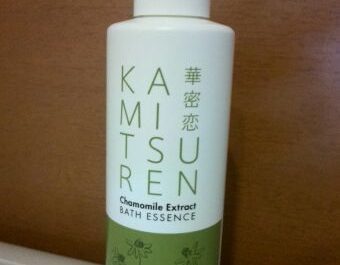 KA
MI
TSU
REN
華密恋
Chamomile Extract
BATH ESSENCE